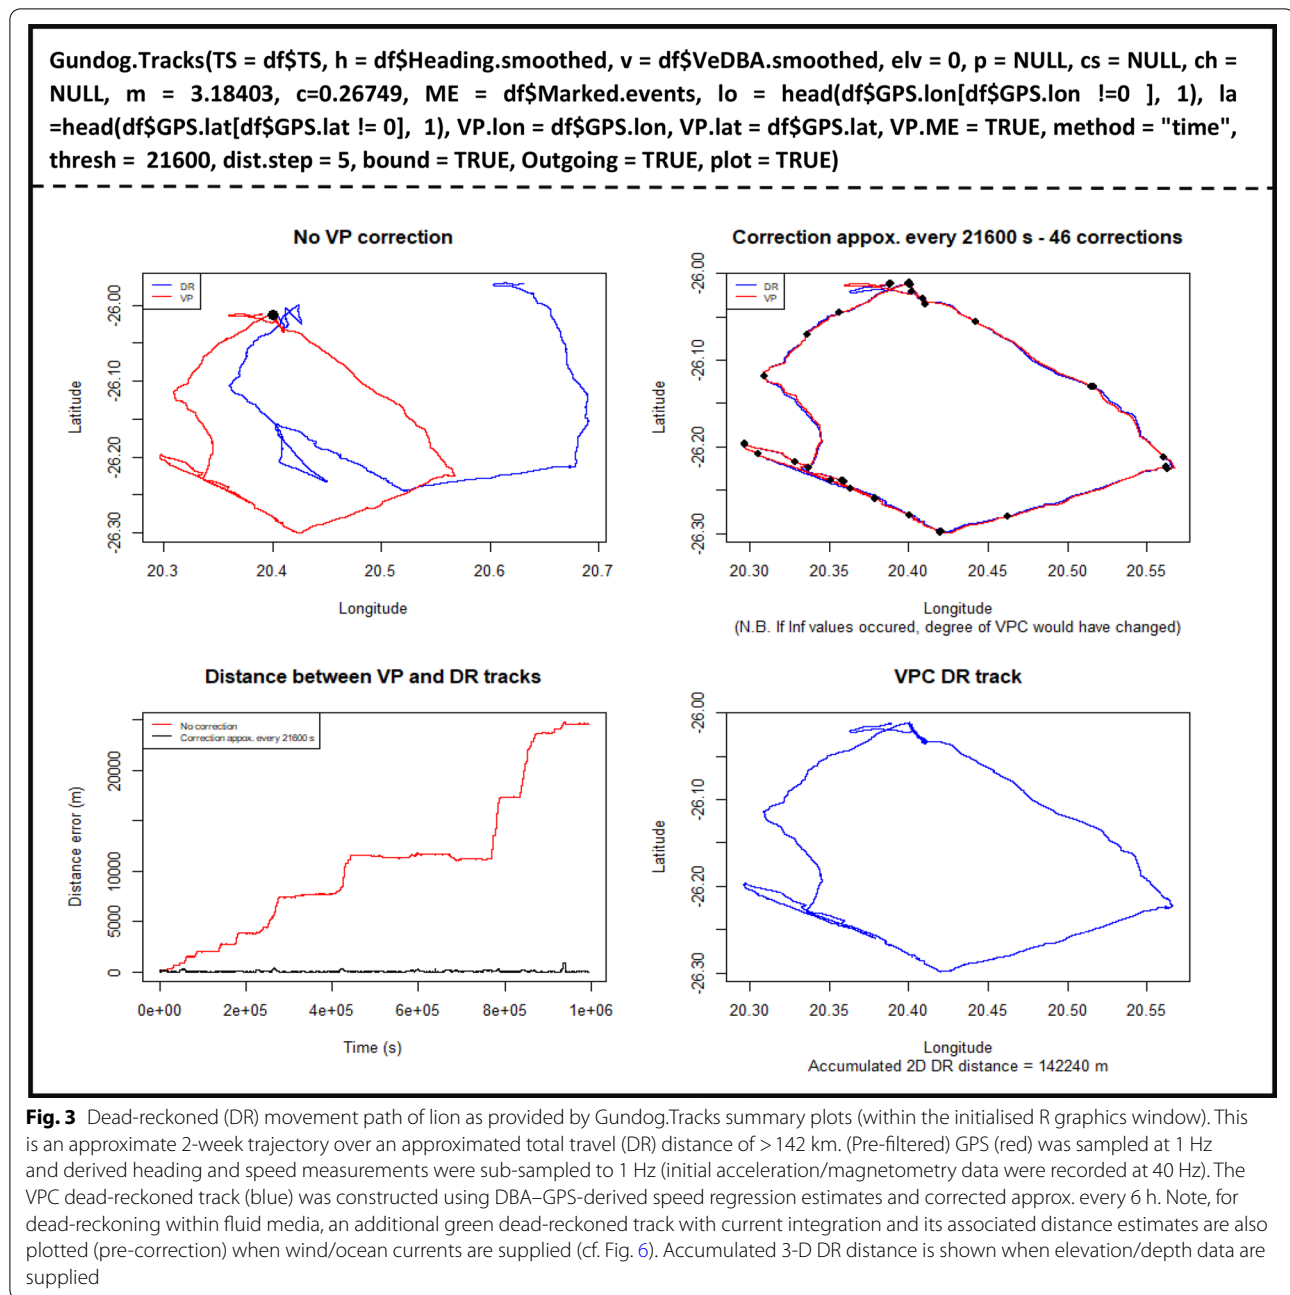 Gundog.Tracks(TS = df$TS, h = df$Heading.smoothed, v = df$VeDBA.smoothed, elv = 0, p = NULL, cs = NULL, ch =
NULL, m = 3.18403, c=0.26749, ME = df$Marked.events, lo = head(df$GPS.lon[df$GPS.lon !=0 ], 1), la
=head(df$GPS.lat[df$GPS.lat != 0], 1), VP.lon = df$GPS.lon, VP.lat = df$GPS.lat, VP.ME = TRUE, method = "time",
thresh = 21600, dist.step = 5, bound = TRUE, Outgoing = TRUE, plot = TRUE)
No VP correction
DR
VP
Latitude
-26.00
-26.10
-26.20
-26.30
20.3 20.4 20.5 20.6 20.7
Longitude
Correction appox. every 21600 s - 46 corrections
DR
VP
Latitude
-26.00
-26.10
-26.20
-26.30
20.30 20.35 20.40 20.45 20.50 20.55
Longitude
(N.B. If Inf values occured, degree of VPC would have changed)
Distance between VP and DR tracks
No correction
Correction appox. every 21600 s
Distance error (m)
20000
10000
5000
0
0e+00 2e+05 4e+05 6e+05 8e+05 1e+06
Time (s)
VPC DR track
Latitude
-26.00
-26.10
-26.20
-26.30
20.30 20.35 20.40 20.45 20.50 20.55
Longitude
Accumulated 2D DR distance = 142240 m
Fig. 3 Dead-reckoned (DR) movement path of lion as provided by Gundog.Tracks summary plots (within the initialised R graphics window). This
is an approximate 2-week trajectory over an approximated total travel (DR) distance of > 142 km. (Pre-filtered) GPS (red) was sampled at 1 Hz
and derived heading and speed measurements were sub-sampled to 1 Hz (initial acceleration/magnetometry data were recorded at 40 Hz). The
VPC dead-reckoned track (blue) was constructed using DBA–GPS-derived speed regression estimates and corrected approx. every 6 h. Note, for
dead-reckoning within fluid media, an additional green dead-reckoned track with current integration and its associated distance estimates are also
plotted (pre-correction) when wind/ocean currents are supplied (cf. Fig. 6). Accumulated 3-D DR distance is shown when elevation/depth data are
supplied